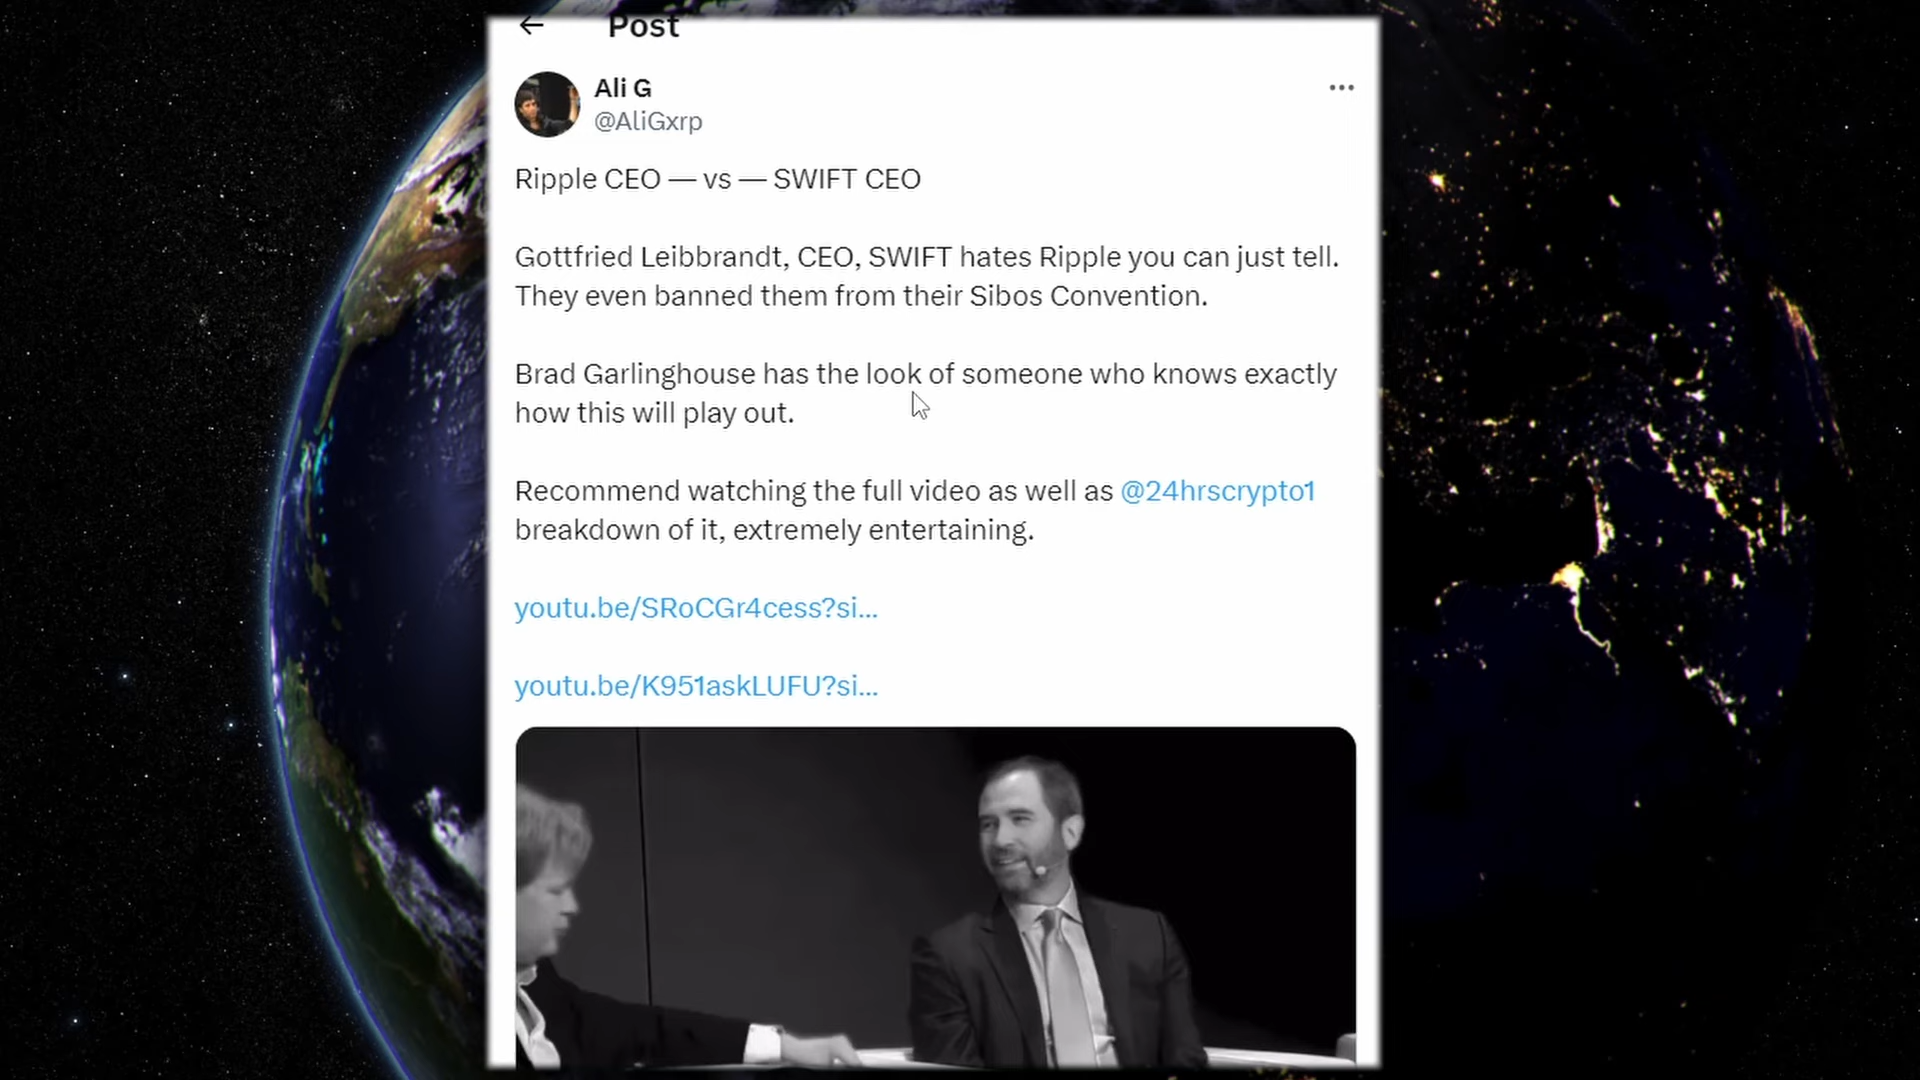 Post
Ali G
@AliGxrp
Ripple CEO — vs — SWIFT CEO
Gottfried Leibbrandt, CEO, SWIFT hates Ripple you can just tell.
They even banned them from their Sibos Convention.
Brad Garlinghouse has the look of someone who knows exactly
how this will play out.
Recommend watching the full video as well as @24hrscrypto1
breakdown of it, extremely entertaining.
youtu.be/SRoCGr4cess?si...
youtu.be/K951askLUFU?si...